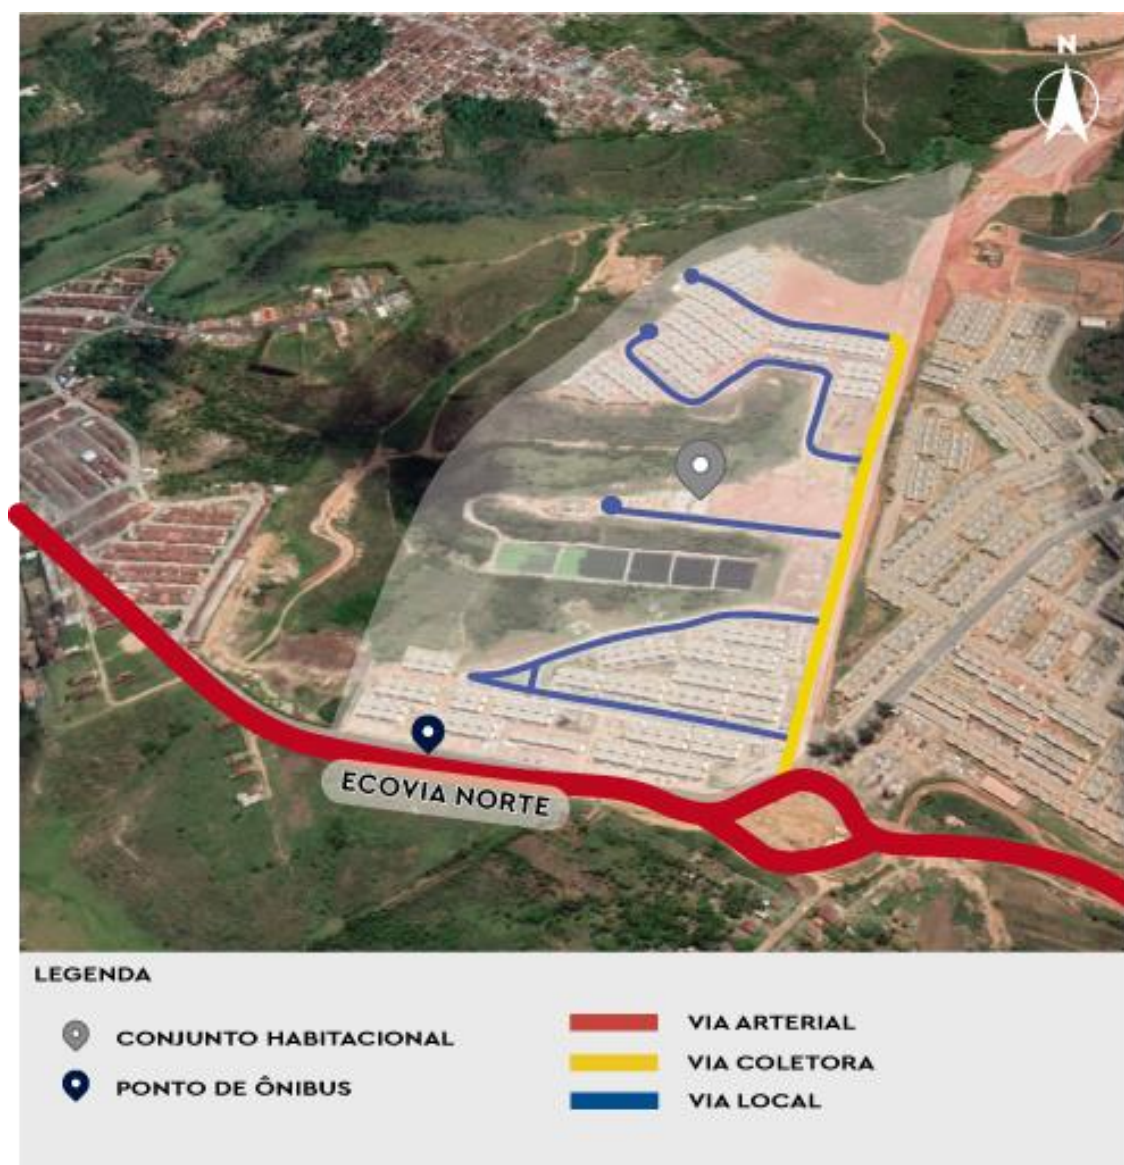 N
ECOVIA NORTE
LEGENDA
CONJUNTO HABITACIONAL
PONTO DE ÔNIBUS
VIA ARTERIAL
VIA COLETORA
VIA LOCAL